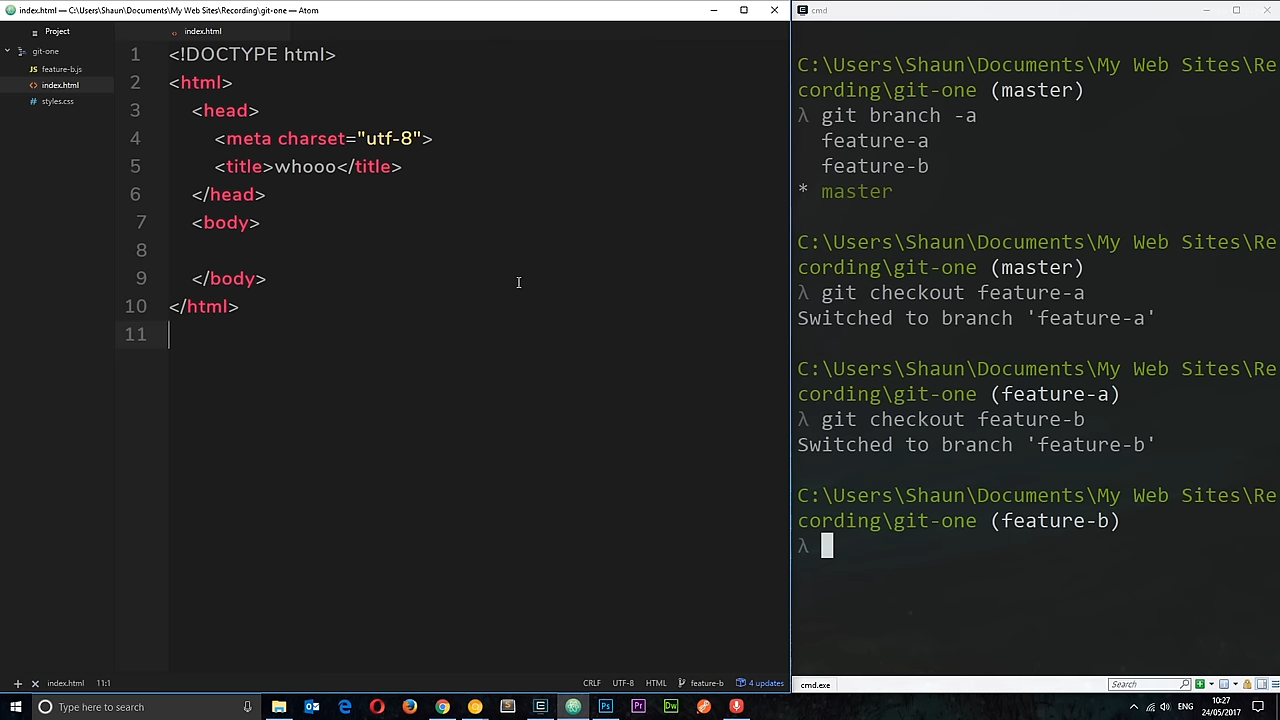 index.html — C:\Users\Shaun\Documents\My Web Sites\Recording\git-one — Atom
Project
git-one
feature-b.js
index.html
styles.css
index.html
1 <!DOCTYPE html>
2 <html>
3 <head>
4 <meta charset="utf-8">
5 <title>whooo</title>
6 </head>
7 <body>
8
9 </body>
10 </html>
11
index.html 11:1
CRLF UTF-8 HTML feature-b 4 updates
cmd
C:\Users\Shaun\Documents\My Web Sites\Re
cording\git-one (master)
λ git branch -a
feature-a
feature-b
* master
C:\Users\Shaun\Documents\My Web Sites\Re
cording\git-one (master)
λ git checkout feature-a
Switched to branch 'feature-a'
C:\Users\Shaun\Documents\My Web Sites\Re
cording\git-one (feature-a)
λ git checkout feature-b
Switched to branch 'feature-b'
C:\Users\Shaun\Documents\My Web Sites\Re
cording\git-one (feature-b)
λ
cmd.exe
Search
Type here to search
ENG
10:27
24/05/2017